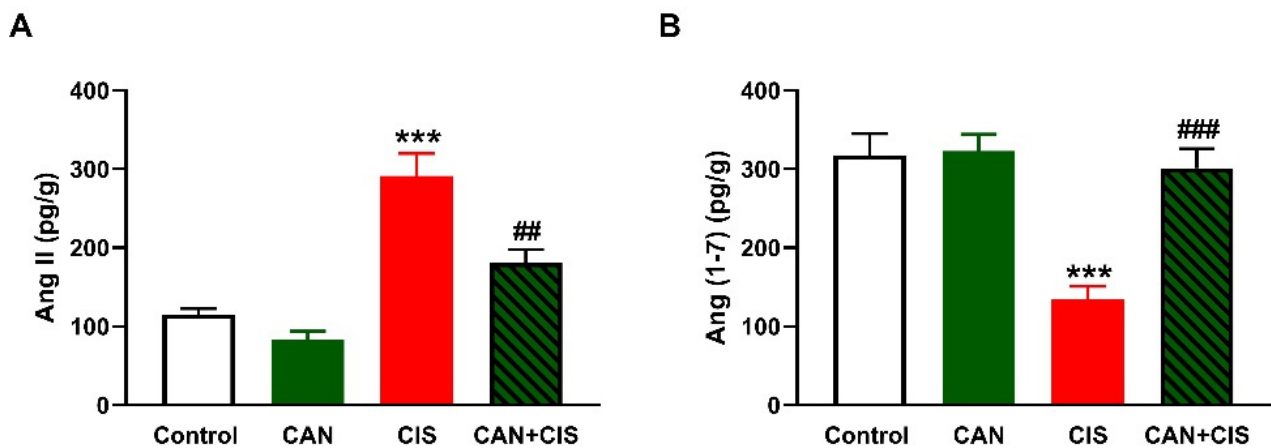 A
Ang II (pg/g)
400
300
200
100
0
***
##
Control CAN CIS CAN+CIS
B
Ang (1-7) (pg/g)
400
300
200
100
0
***
###
Control CAN CIS CAN+CIS